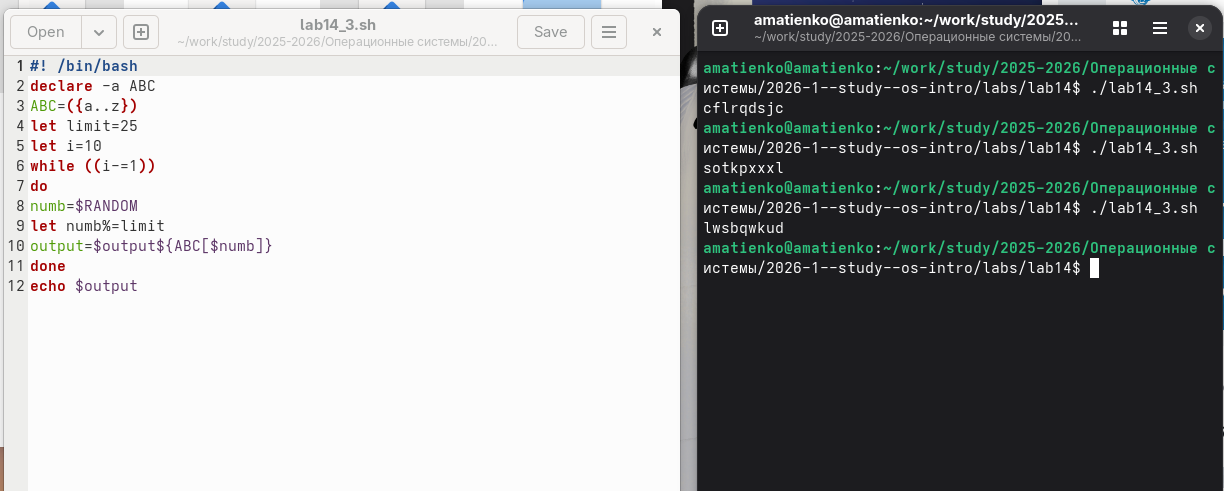 Open
lab14_3.sh
~/work/study/2025-2026/Операционные системы/20...
Save
1 #! /bin/bash
2 declare -a ABC
3 ABC=({a..z})
4 let limit=25
5 let i=10
6 while ((i-=1))
7 do
8 numb=$RANDOM
9 let numb%=limit
10 output=$output${ABC[$numb]}
11 done
12 echo $output
amatienko@amatienko:~/work/study/2025...
~/work/study/2025-2026/Операционные системы/20...
amatienko@amatienko:~/work/study/2025-2026/Операционные с
истемы/2026-1--study--os-intro/labs/lab14$ ./lab14_3.sh
cflrqdsjc
amatienko@amatienko:~/work/study/2025-2026/Операционные с
истемы/2026-1--study--os-intro/labs/lab14$ ./lab14_3.sh
sotkpxxxl
amatienko@amatienko:~/work/study/2025-2026/Операционные с
истемы/2026-1--study--os-intro/labs/lab14$ ./lab14_3.sh
lwsbqwkud
amatienko@amatienko:~/work/study/2025-2026/Операционные с
истемы/2026-1--study--os-intro/labs/lab14$